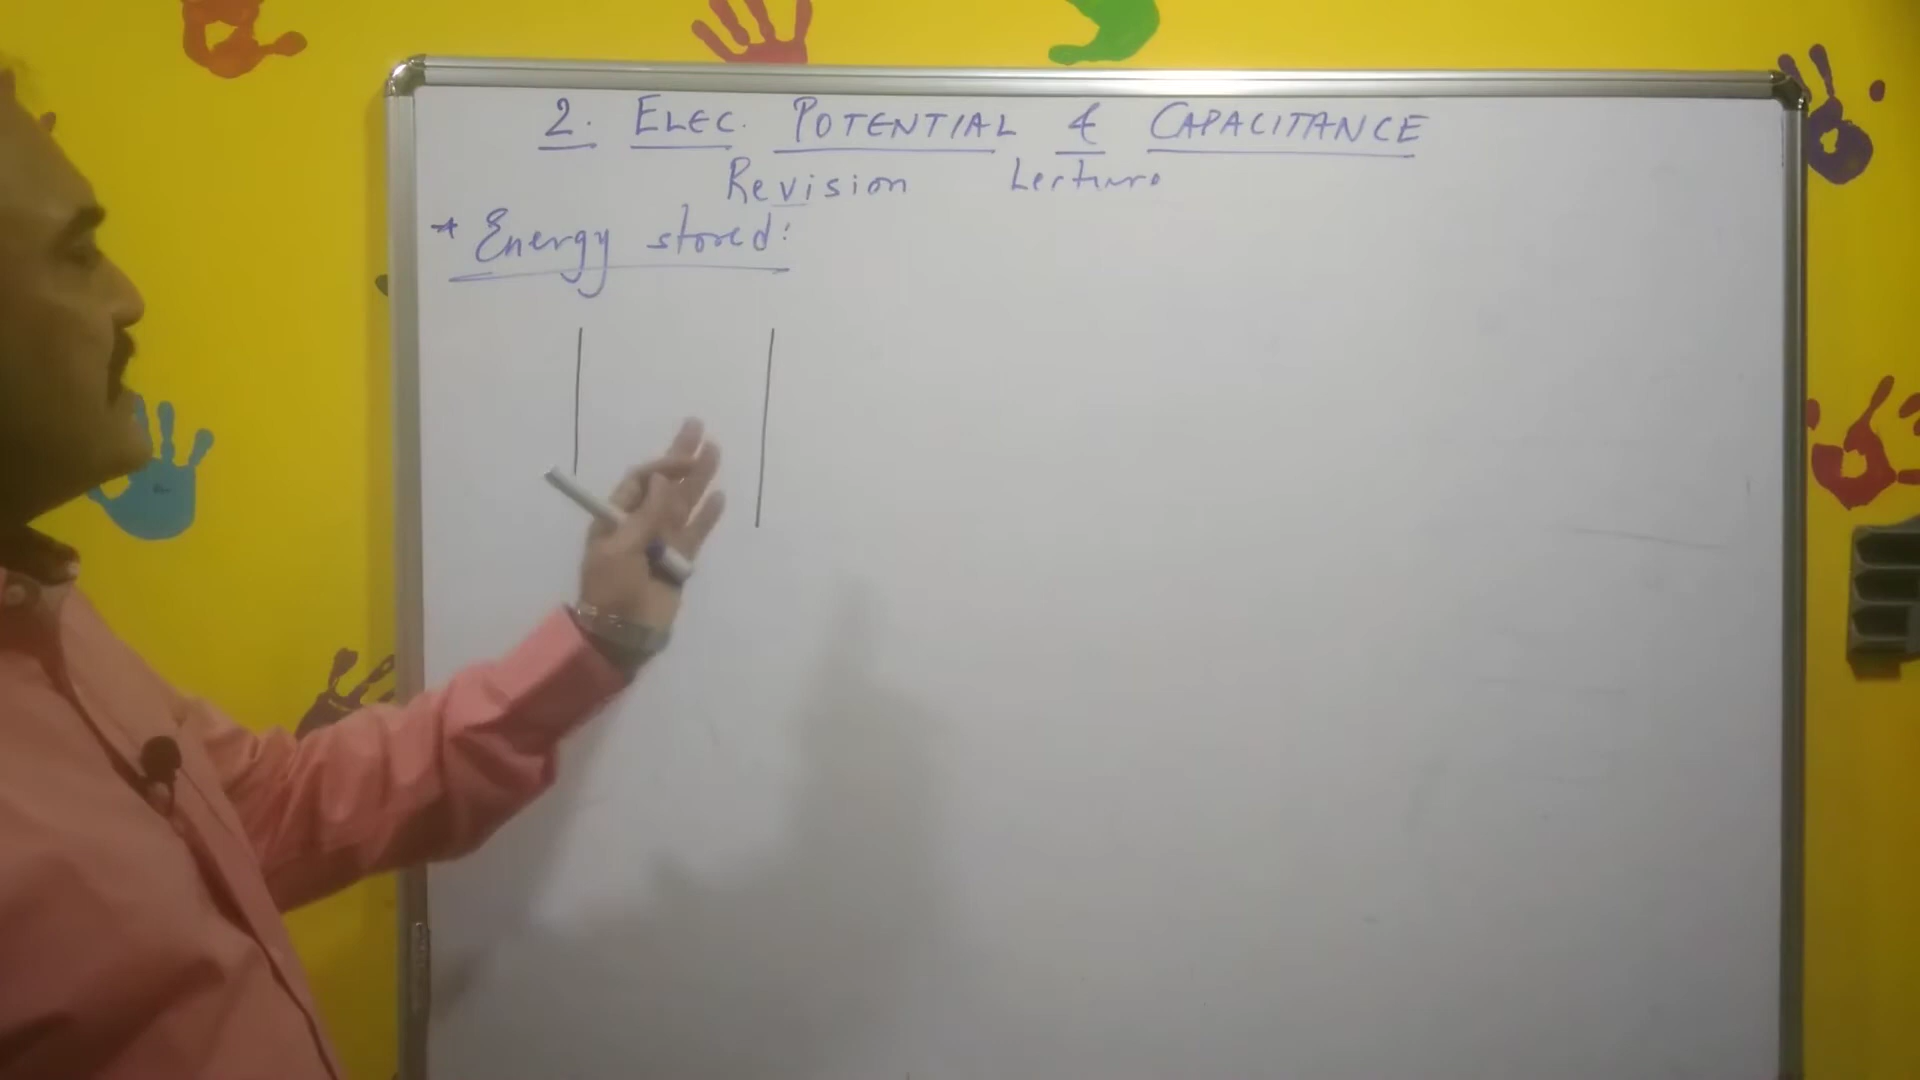 2. ELEC. POTENTIAL & CAPACITANCE
Revision Lecture
* Energy stored: